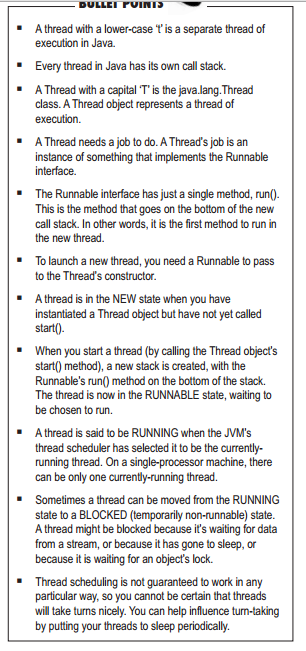 BULLET POINTS
A thread with a lower-case 't' is a separate thread of
execution in Java.
Every thread in Java has its own call stack.
A Thread with a capital 'T' is the java.lang.Thread
class. A Thread object represents a thread of
execution.
A Thread needs a job to do. A Thread's job is an
instance of something that implements the Runnable
interface.
The Runnable interface has just a single method, run().
This is the method that goes on the bottom of the new
call stack. In other words, it is the first method to run in
the new thread.
To launch a new thread, you need a Runnable to pass
to the Thread's constructor.
A thread is in the NEW state when you have
instantiated a Thread object but have not yet called
start().
When you start a thread (by calling the Thread object's
start() method), a new stack is created, with the
Runnable's run() method on the bottom of the stack.
The thread is now in the RUNNABLE state, waiting to
be chosen to run.
A thread is said to be RUNNING when the JVM's
thread scheduler has selected it to be the currently-
running thread. On a single-processor machine, there
can be only one currently-running thread.
Sometimes a thread can be moved from the RUNNING
state to a BLOCKED (temporarily non-runnable) state.
A thread might be blocked because it's waiting for data
from a stream, or because it has gone to sleep, or
because it is waiting for an object's lock.
Thread scheduling is not guaranteed to work in any
particular way, so you cannot be certain that threads
will take turns nicely. You can help influence turn-taking
by putting your threads to sleep periodically.